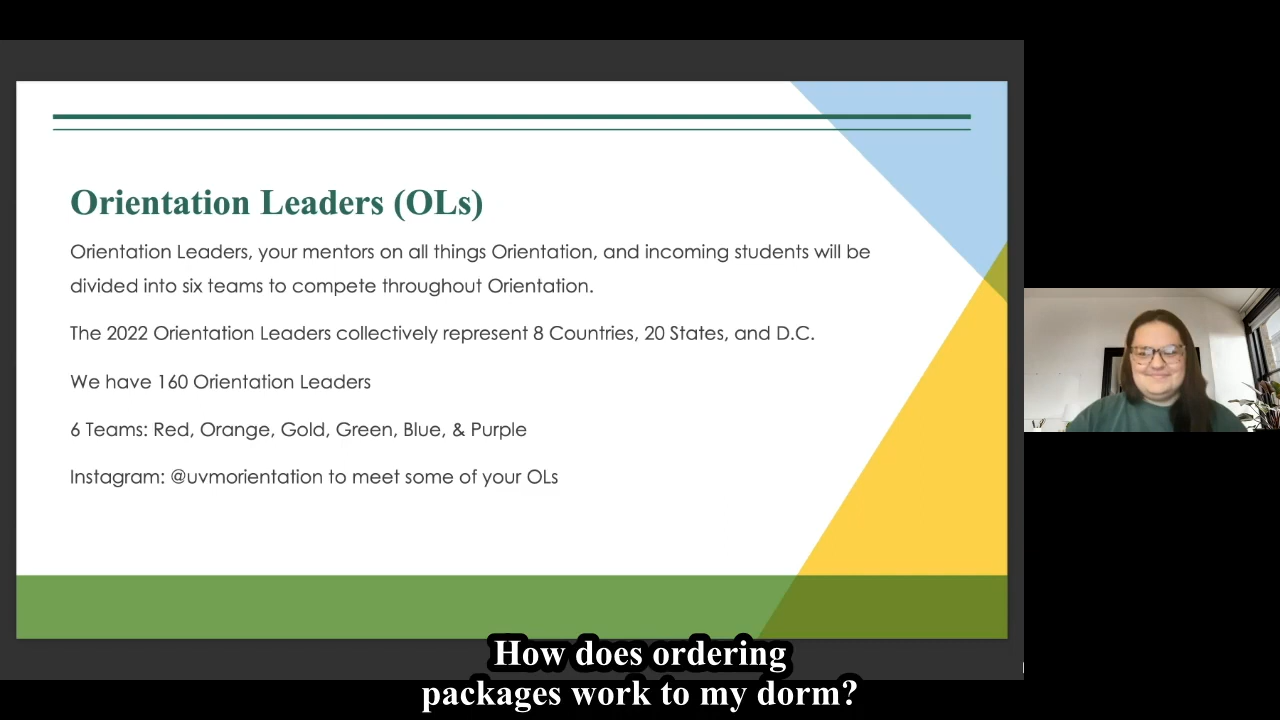 Orientation Leaders (OLs)
Orientation Leaders, your mentors on all things Orientation, and incoming students will be
divided into six teams to compete throughout Orientation.
The 2022 Orientation Leaders collectively represent 8 Countries, 20 States, and D.C.
We have 160 Orientation Leaders
6 Teams: Red, Orange, Gold, Green, Blue, & Purple
Instagram: @uvmorientation to meet some of your OLs
How does ordering
packages work to my dorm?